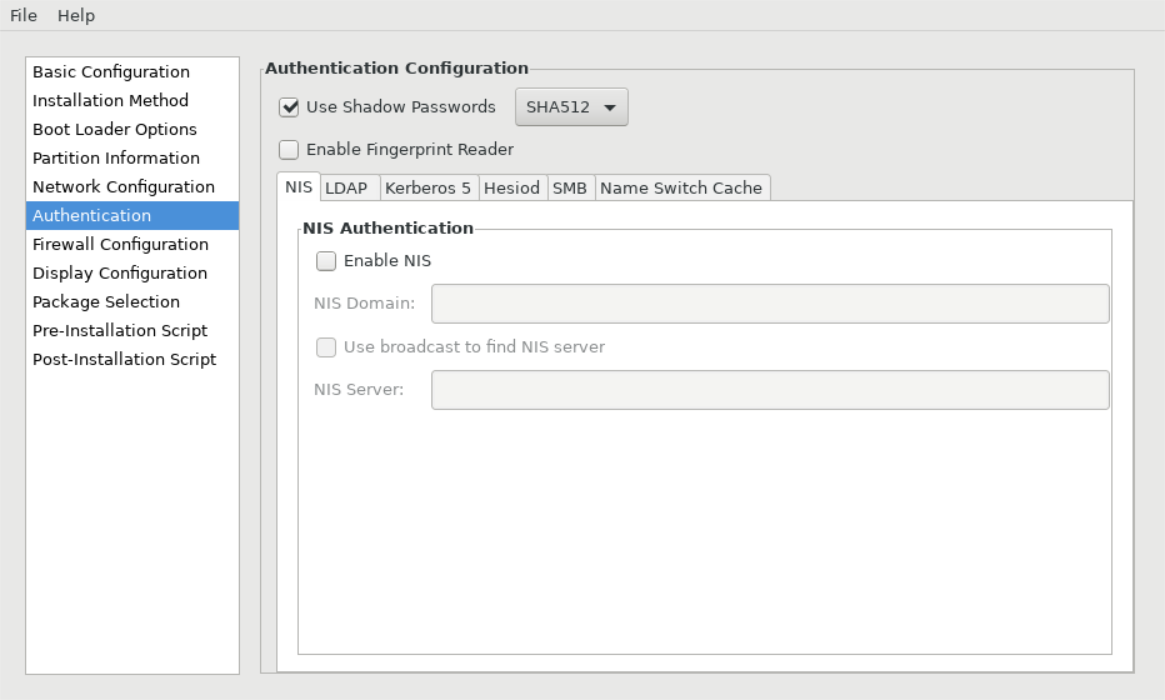 File Help
Basic Configuration
Installation Method
Boot Loader Options
Partition Information
Network Configuration
Authentication
Firewall Configuration
Display Configuration
Package Selection
Pre-Installation Script
Post-Installation Script
Authentication Configuration
Use Shadow Passwords SHA512
Enable Fingerprint Reader
NIS LDAP Kerberos 5 Hesiod SMB Name Switch Cache
NIS Authentication
Enable NIS
NIS Domain:
Use broadcast to find NIS server
NIS Server: